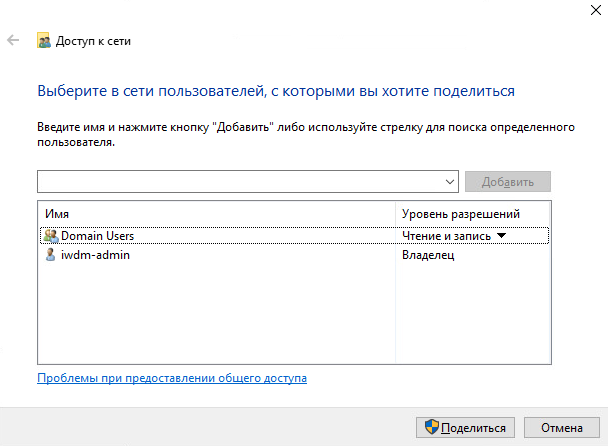 Доступ к сети
Выберите в сети пользователей, с которыми вы хотите поделиться
Введите имя и нажмите кнопку "Добавить" либо используйте стрелку для поиска определенного
пользователя.
Добавить
Имя Уровень разрешений
Domain Users Чтение и запись
iwdm-admin Владелец
Проблемы при предоставлении общего доступа
Поделиться Отмена